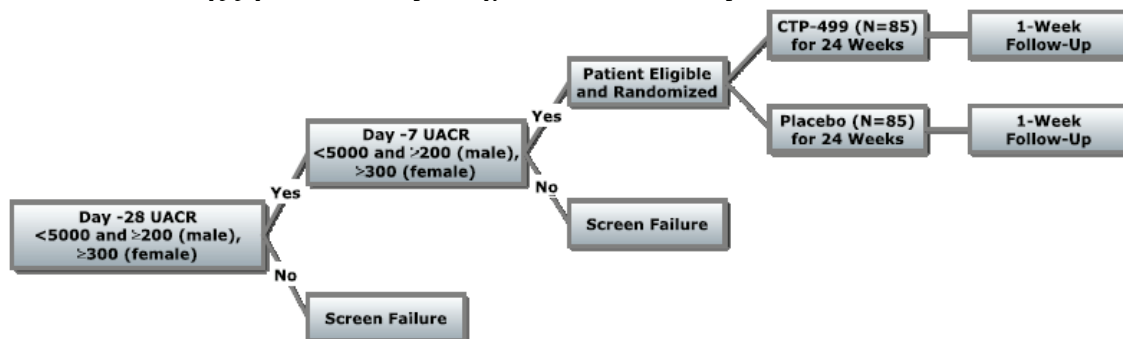 CTP-499 (N=85)
for 24 Weeks
1-Week
Follow-Up
Patient Eligible
and Randomized
Yes
Placebo (N=85)
for 24 Weeks
1-Week
Follow-Up
Day -7 UACR
<5000 and ≥200 (male),
≥300 (female)
No
Yes
Screen Failure
Day -28 UACR
<5000 and ≥200 (male),
≥300 (female)
No
Screen Failure